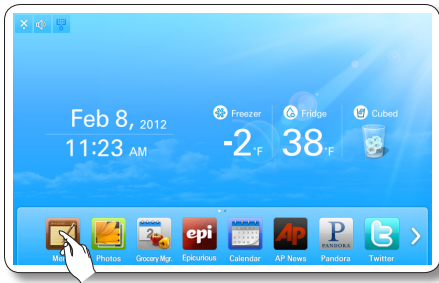 Feb 8, 2012
11:23 AM
Freezer
-2°F
Fridge
38°F
Cubed
epi
AP
P
PANDORA
Photos
Grocery Mgr.
Epicurious
Calendar
AP News
Pandora
Twitter